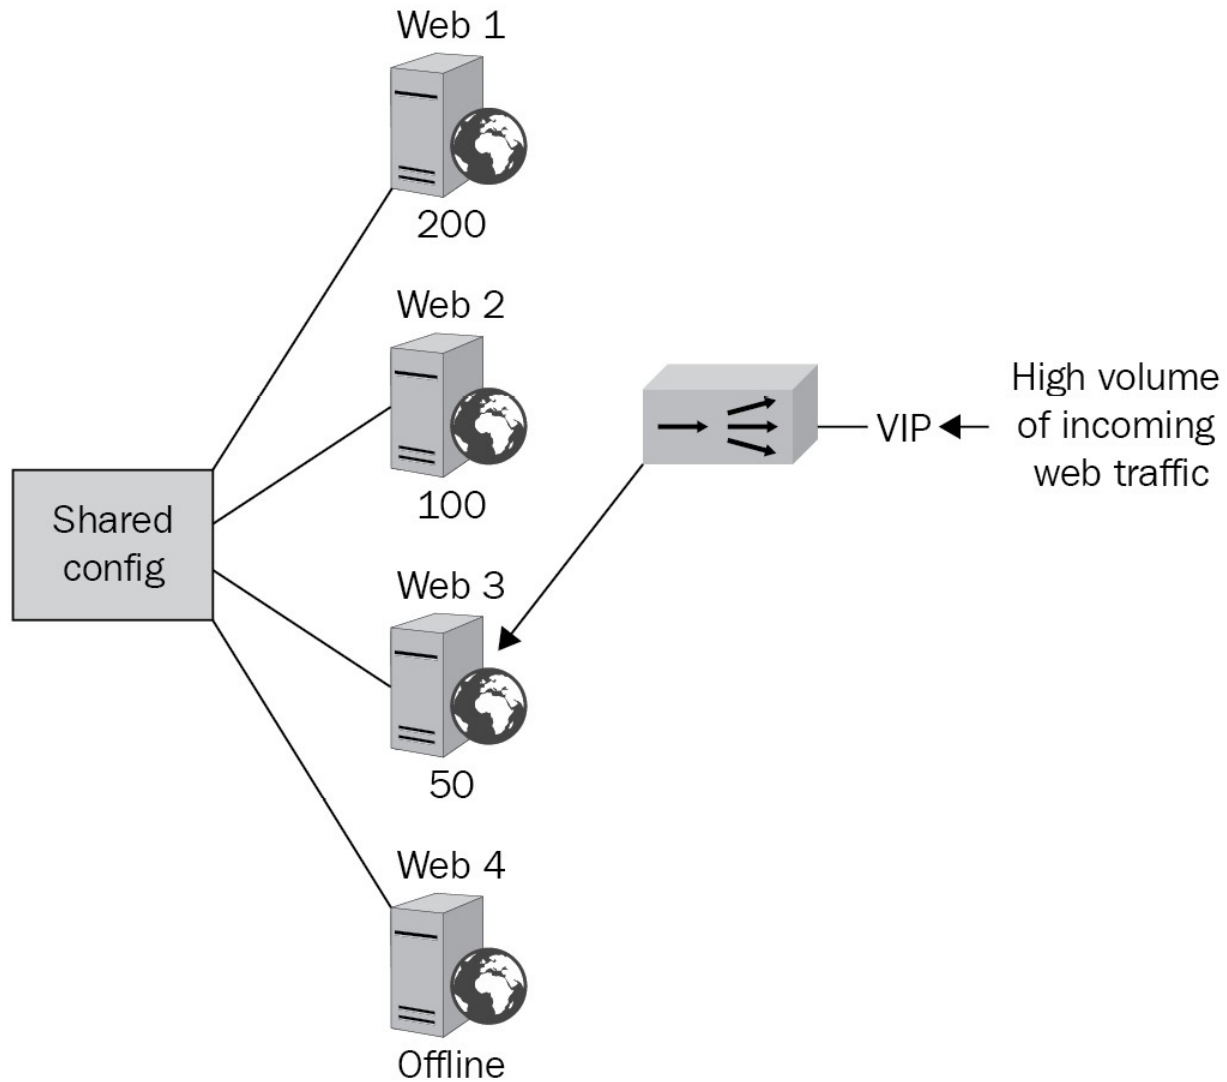 Web 1
200
Web 2
100
Web 3
50
Web 4
Offline
Shared
config
VIP
High volume
of incoming
web traffic